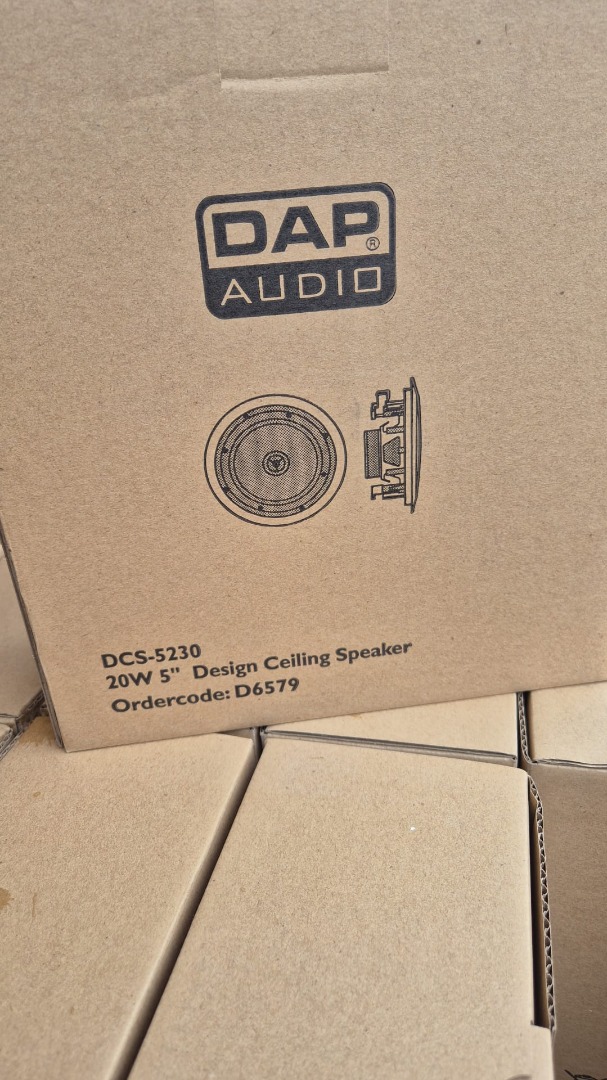 DAP®
AUDIO
DCS-5230
20W 5" Design Ceiling Speaker
Ordercode: D6579